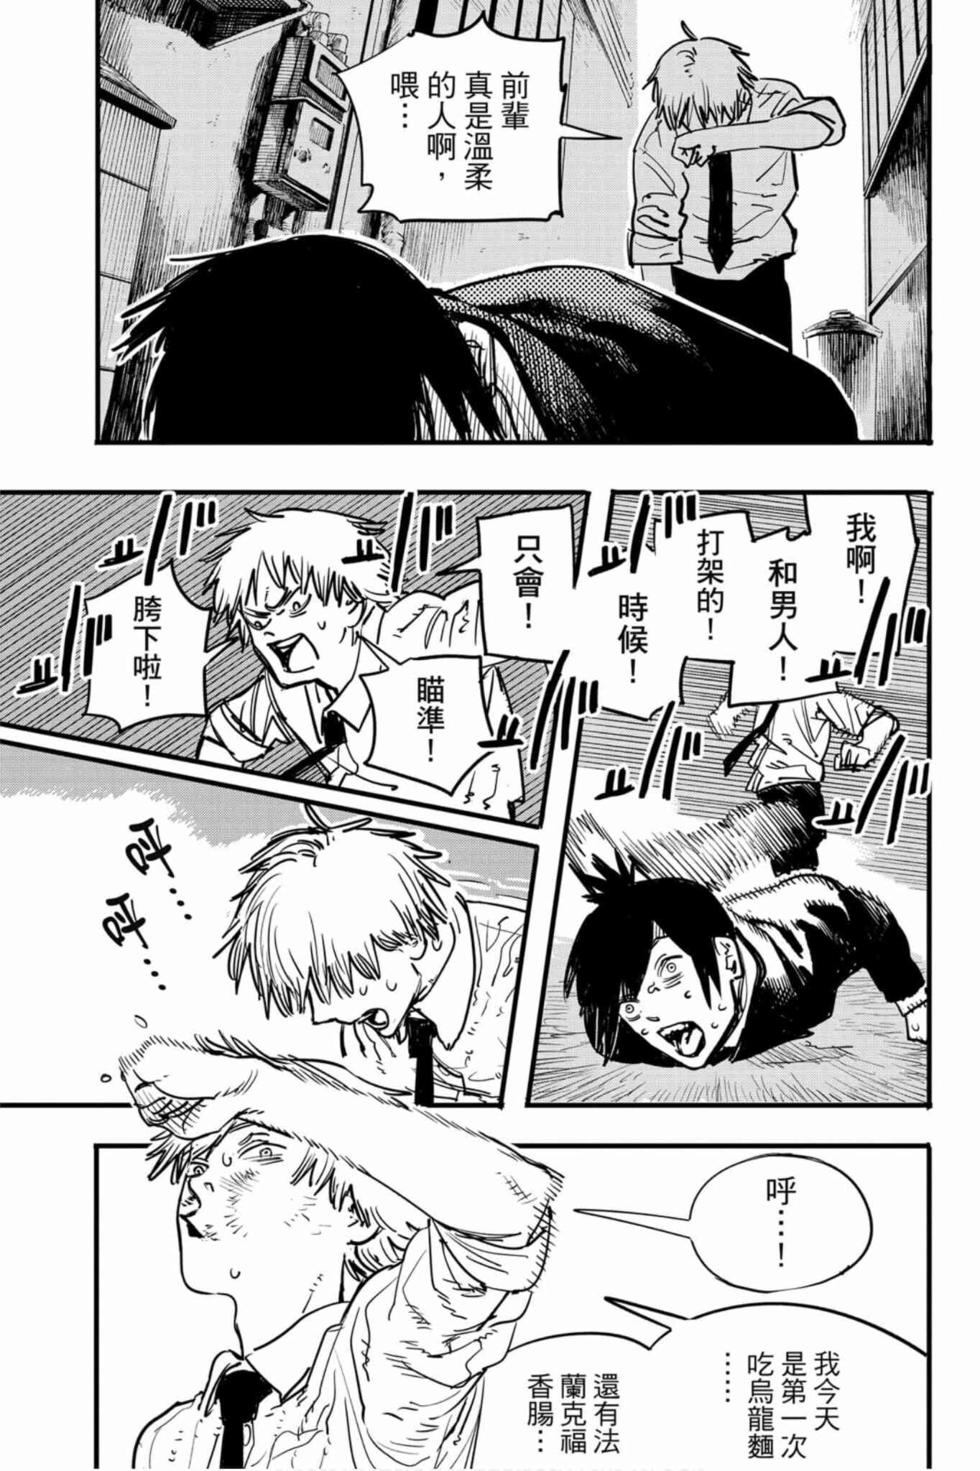 前輩
真是溫柔
的人啊，
喂…
我啊！
和男人！
打架的！
時候！
只會！
瞄準！
胯下啦！
呼…
呼…
呼…！
我今天
是第一次
吃烏龍麵
……
還有法
蘭克福
香腸…